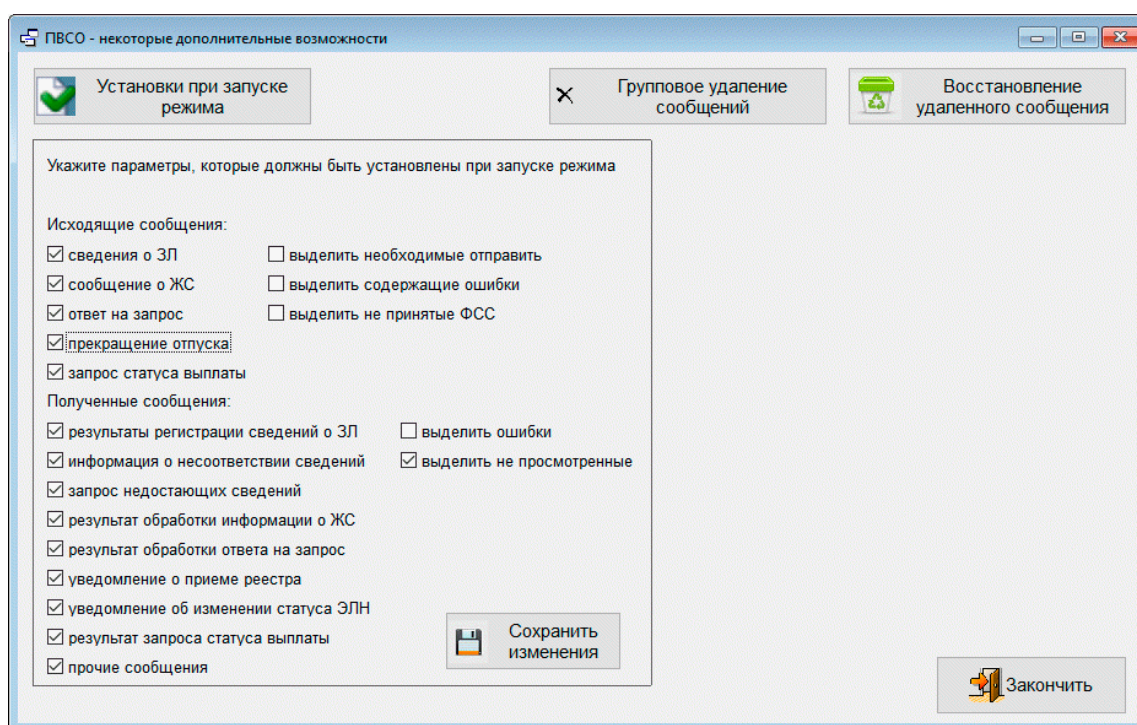 ПВСО - некоторые дополнительные возможности
Установки при запуске
режима
Групповое удаление
сообщений
Восстановление
удаленного сообщения
Укажите параметры, которые должны быть установлены при запуске режима
Исходящие сообщения:
сведения о ЗЛ
выделить необходимые отправить
сообщение о ЖС
выделить содержащие ошибки
ответ на запрос
выделить не принятые ФСС
прекращение отпуска
запрос статуса выплаты
Полученные сообщения:
результаты регистрации сведений о ЗЛ
выделить ошибки
информация о несоответствии сведений
выделить не просмотренные
запрос недостающих сведений
результат обработки информации о ЖС
результат обработки ответа на запрос
уведомление о приеме реестра
уведомление об изменении статуса ЭЛН
результат запроса статуса выплаты
прочие сообщения
Сохранить
изменения
Закончить